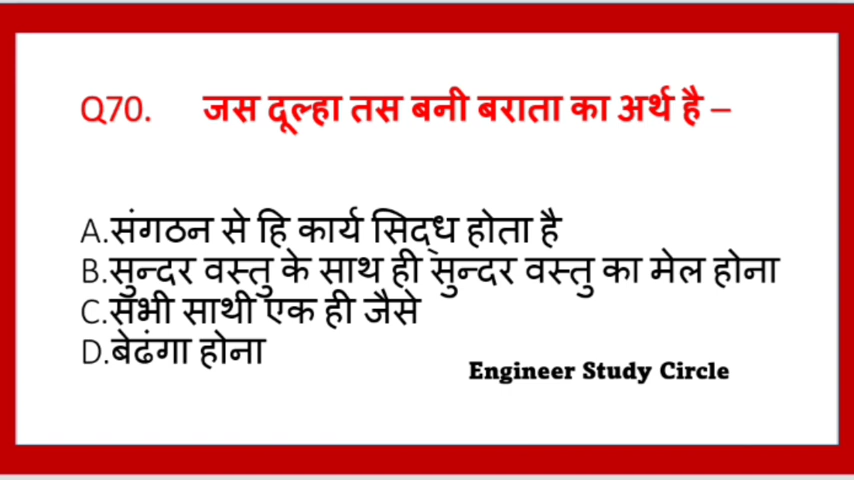 Q70. जस दूल्हा तस बनी बराता का अर्थ है –
A.संगठन से हि कार्य सिद्ध होता है
B.सुन्दर वस्तु के साथ ही सुन्दर वस्तु का मेल होना
C.सभी साथी एक ही जैसे
D.बेढंगा होना
Engineer Study Circle